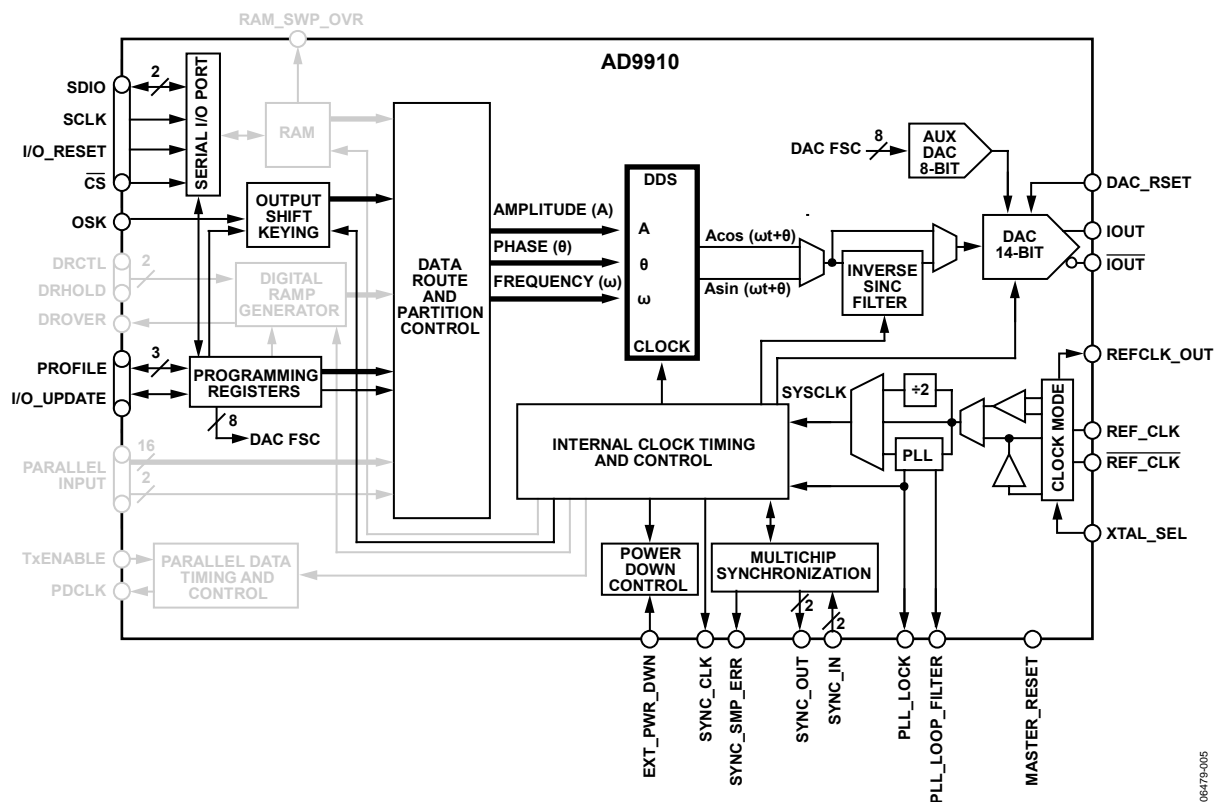 RAM_SWP_OVR
AD9910
SDIO
2
SCLK
I/O_RESET
CS
SERIAL I/O PORT
RAM
OSK
OUTPUT
SHIFT
KEYING
DRCTL
DRHOLD
2
DROVER
DIGITAL
RAMP
GENERATOR
PROFILE
3
I/O_UPDATE
PROGRAMMING
REGISTERS
8
DAC FSC
PARALLEL
INPUT
16
2
TxENABLE
PDCLK
PARALLEL DATA
TIMING AND
CONTROL
DATA
ROUTE
AND
PARTITION
CONTROL
AMPLITUDE (A)
PHASE (θ)
FREQUENCY (ω)
DDS
A
θ
ω
CLOCK
Acos (ωt+θ)
Asin (ωt+θ)
INVERSE
SINC
FILTER
DAC FSC
8
AUX
DAC
8-BIT
DAC
14-BIT
DAC_RSET
IOUT
IOUT
SYSCLK
÷2
PLL
CLOCK MODE
REFCLK_OUT
REF_CLK
REF_CLK
XTAL_SEL
INTERNAL CLOCK TIMING
AND CONTROL
POWER
DOWN
CONTROL
MULTICHIP
SYNCHRONIZATION
2
2
EXT_PWR_DWN
SYNC_CLK
SYNC_SMP_ERR
SYNC_OUT
SYNC_IN
PLL_LOCK
PLL_LOOP_FILTER
MASTER_RESET
06479-005